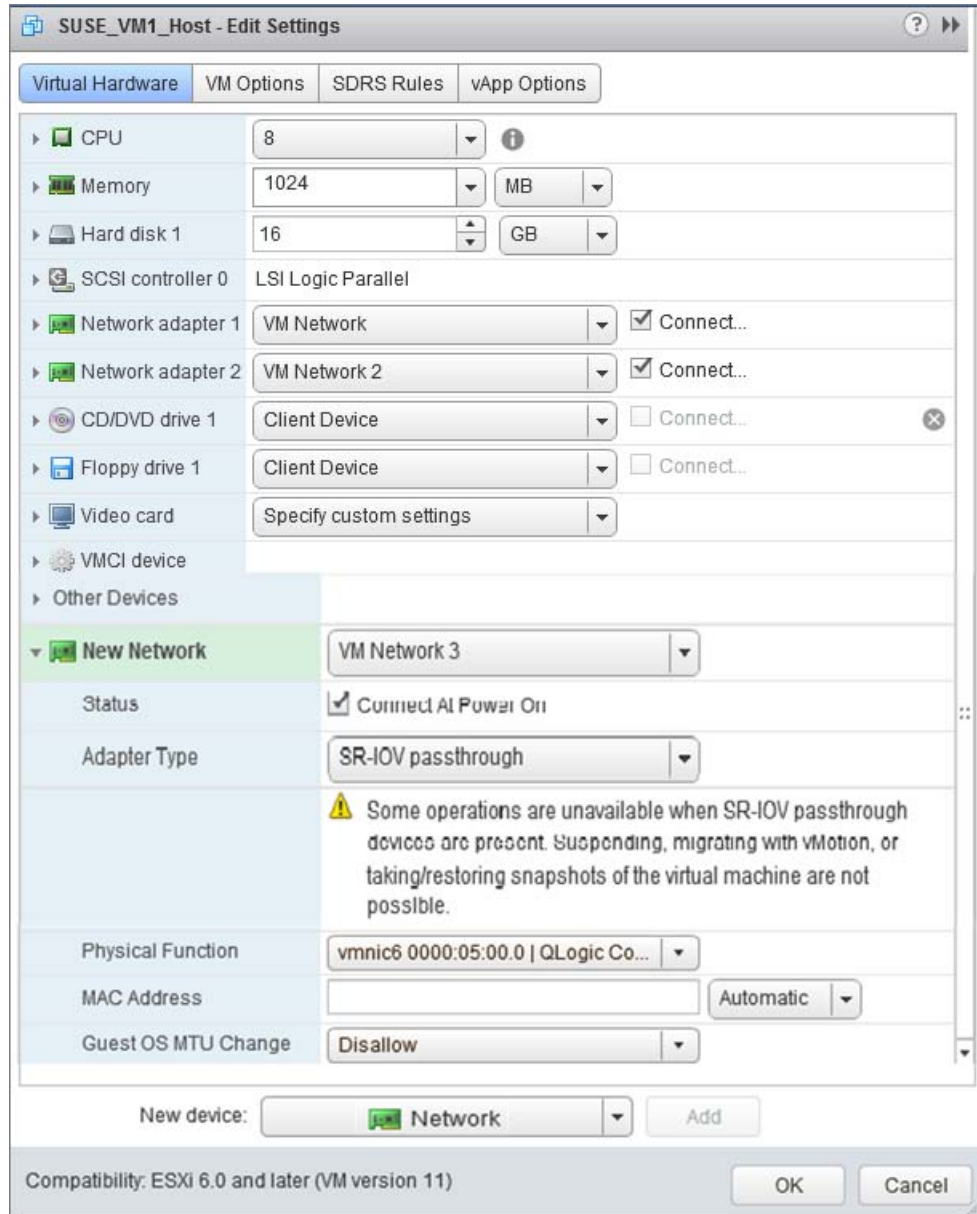 SUSE_VM1_Host - Edit Settings
Virtual Hardware VM Options SDRS Rules vApp Options
CPU 8
Memory 1024 MB
Hard disk 1 16 GB
SCSI controller 0 LSI Logic Parallel
Network adapter 1 VM Network Connect...
Network adapter 2 VM Network 2 Connect...
CD/DVD drive 1 Client Device Connect...
Floppy drive 1 Client Device Connect...
Video card Specify custom settings
VMCI device
Other Devices
New Network VM Network 3
Status Connect At Power On
Adapter Type SR-IOV passthrough
Some operations are unavailable when SR-IOV passthrough
devices are present. Suspending, migrating with vMotion, or
taking/restoring snapshots of the virtual machine are not
possible.
Physical Function vmnic6 0000:05:00.0 | QLogic Co...
MAC Address Automatic
Guest OS MTU Change Disallow
New device: Network Add
Compatibility: ESXi 6.0 and later (VM version 11) OK Cancel